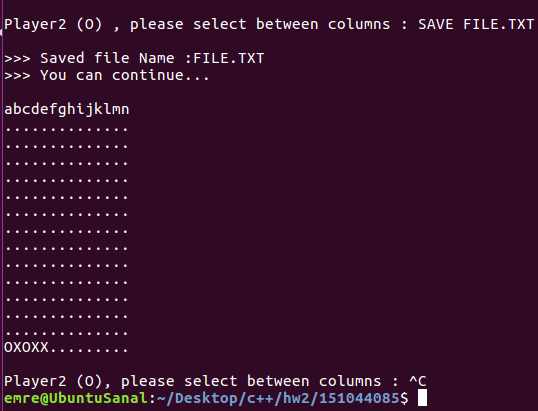 Player2 (O) , please select between columns : SAVE FILE.TXT
>>> Saved file Name :FILE.TXT
>>> You can continue...
abcdefghijklmn
..............
..............
..............
..............
..............
..............
..............
..............
..............
..............
..............
..............
..............
OXOXX.........
Player2 (O), please select between columns : ^C
emre@UbuntuSanal:~/Desktop/c++/hw2/151044085$